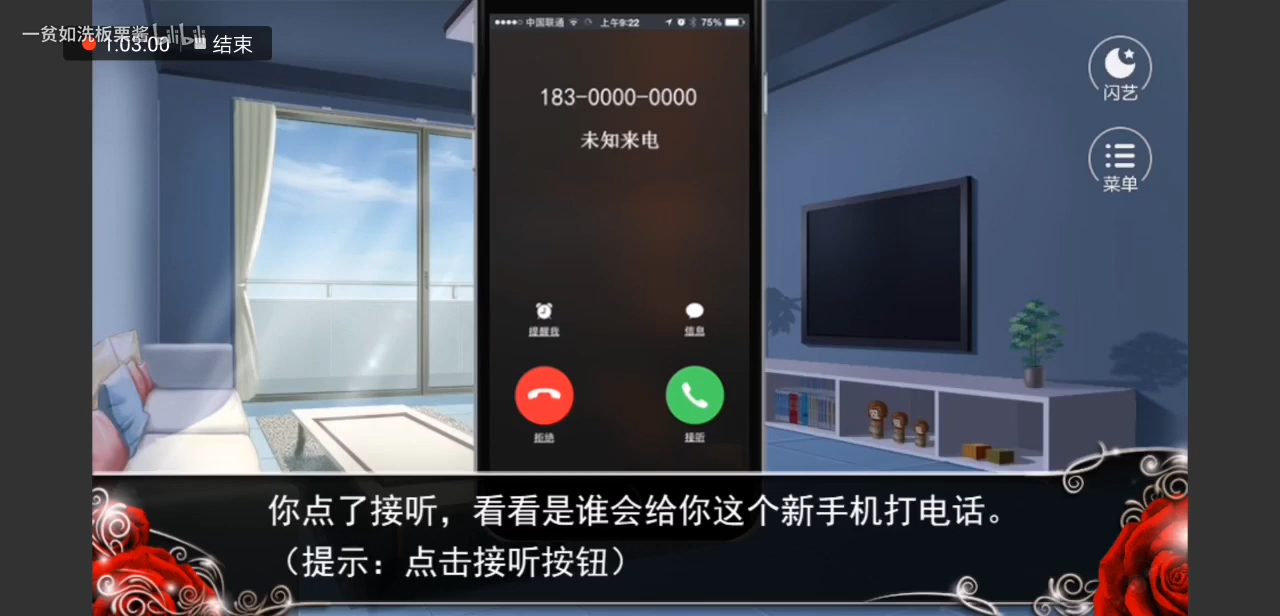 一贫如洗板栗酱 bilibili
1:03:00 结束
中国联通 上午9:22 75%
183-0000-0000
未知来电
闪艺
菜单
提醒我 信息
拒绝 接听
你点了接听，看看是谁会给你这个新手机打电话。
（提示：点击接听按钮）